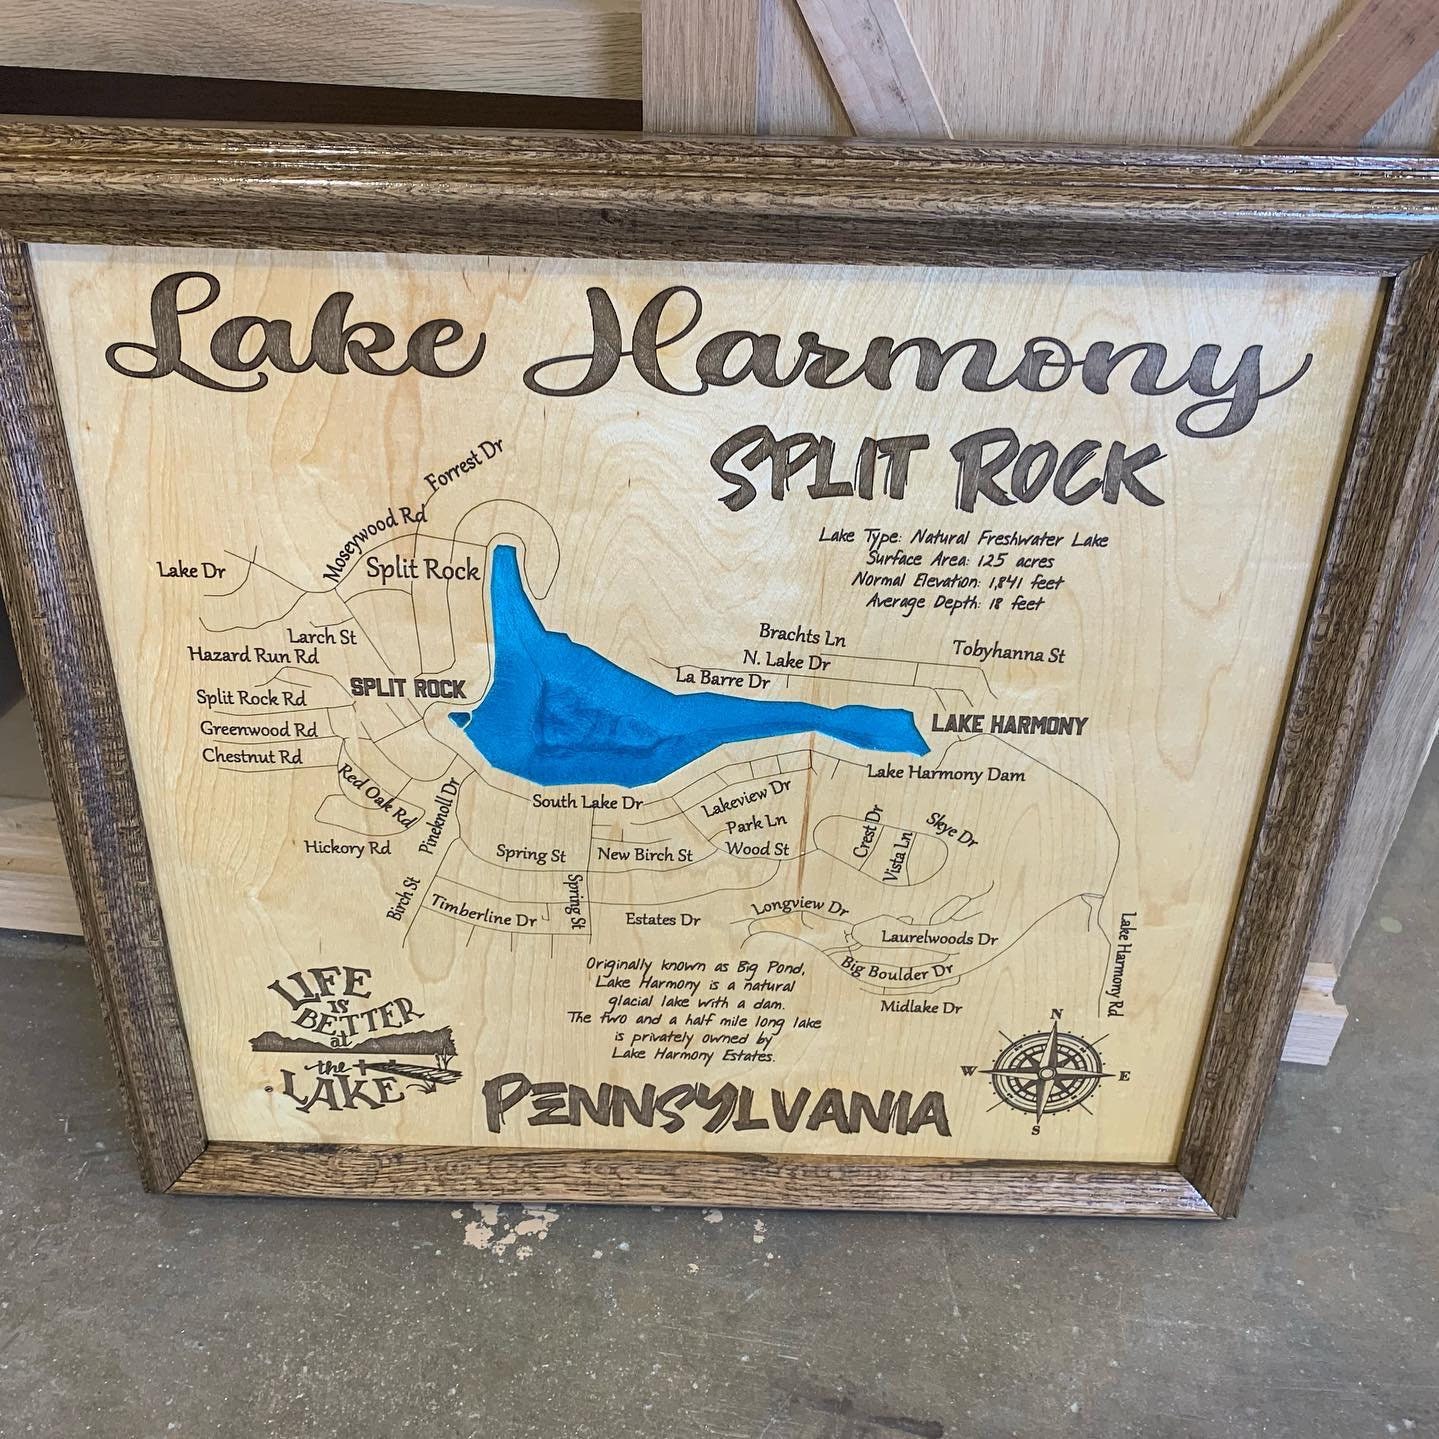 Lake Harmony
SPLIT ROCK
Lake Type: Natural Freshwater Lake
Surface Area: 125 acres
Normal Elevation: 1,841 feet
Average Depth: 18 feet
Forrest Dr
Moseywood Rd
Lake Dr
Split Rock
Larch St
Hazard Run Rd
SPLIT ROCK
Split Rock Rd
Greenwood Rd
Chestnut Rd
Red Oak Rd
Hickory Rd
Pineknoll Dr
Birch St
Brachts Ln
N. Lake Dr
La Barre Dr
Tobyhanna St
LAKE HARMONY
Lake Harmony Dam
South Lake Dr
Lakeview Dr
Park Ln
Wood St
Crest Dr
Vista Ln
Skye Dr
Spring St
New Birch St
Spring St
Timberline Dr
Estates Dr
Longview Dr
Laurelwoods Dr
Big Boulder Dr
Midlake Dr
Lake Harmony Rd
Originally known as Big Pond,
Lake Harmony is a natural
glacial lake with a dam.
The two and a half mile long lake
is privately owned by
Lake Harmony Estates.
LIFE
IS
BETTER
at
the
LAKE
PENNSYLVANIA
N
W E
S